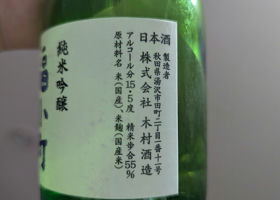 日本酒
製造者
秋田県湯沢市田町二丁目一番十一号
株式会社 木村酒造
アルコール分15.5度 精米歩合55%
原材料名 米(国産)、米麹(国産米)
純米吟醸
町